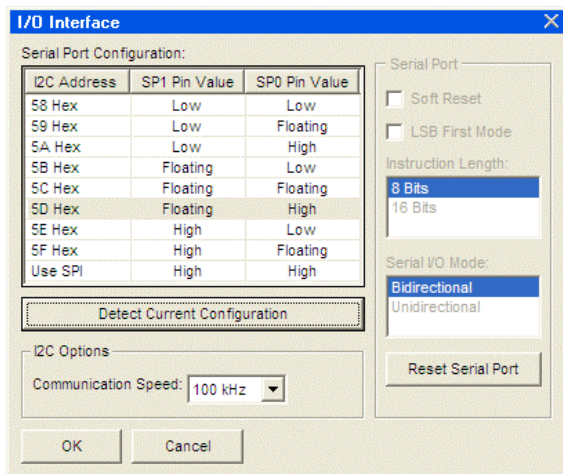 I/O Interface
Serial Port Configuration:
I2C Address SP1 Pin Value SP0 Pin Value
58 Hex Low Low
59 Hex Low Floating
5A Hex Low High
5B Hex Floating Low
5C Hex Floating Floating
5D Hex Floating High
5E Hex High Low
5F Hex High Floating
Use SPI High High
Detect Current Configuration
I2C Options
Communication Speed: 100 kHz
OK Cancel
Serial Port
Soft Reset
LSB First Mode
Instruction Length:
8 Bits
16 Bits
Serial I/O Mode:
Bidirectional
Unidirectional
Reset Serial Port